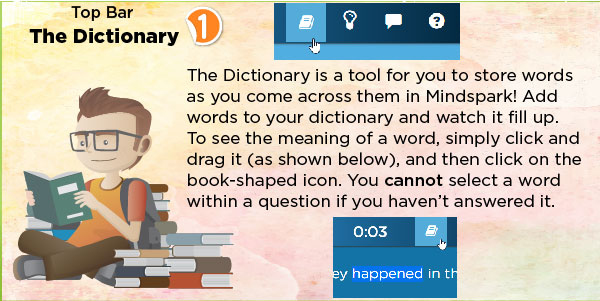 Top Bar
The Dictionary
1
?
The Dictionary is a tool for you to store words
as you come across them in Mindspark! Add
words to your dictionary and watch it fill up.
To see the meaning of a word, simply click and
drag it (as shown below), and then click on the
book-shaped icon. You cannot select a word
within a question if you haven't answered it.
0:03
ey happened in th